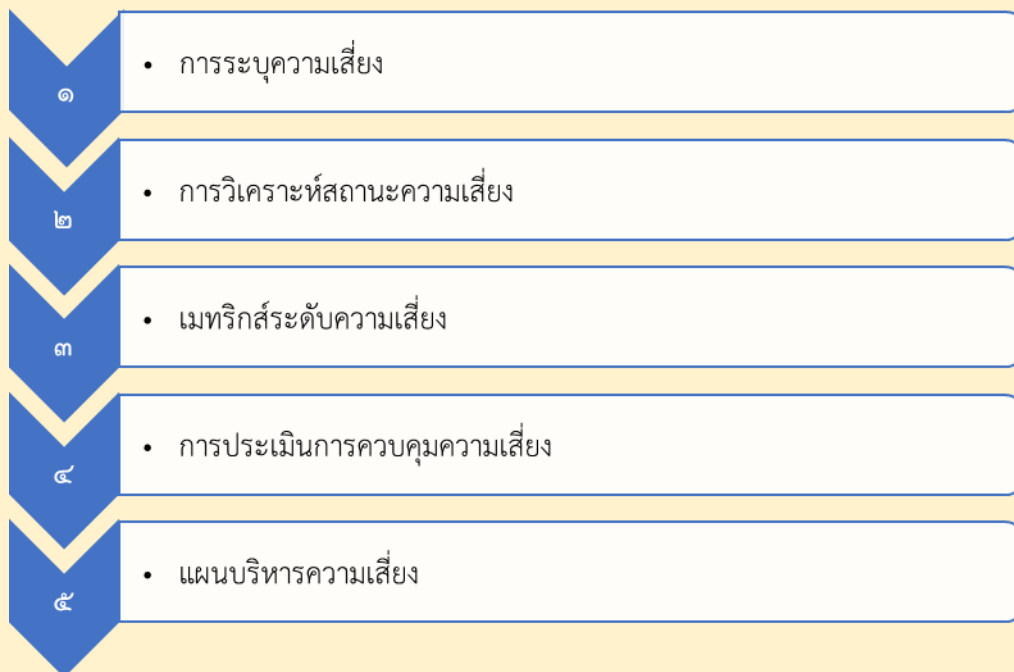 ๑
• การระบุความเสี่ยง
๒
• การวิเคราะห์สถานะความเสี่ยง
๓
• เมทริกส์ระดับความเสี่ยง
๔
• การประเมินการควบคุมความเสี่ยง
๕
• แผนบริหารความเสี่ยง